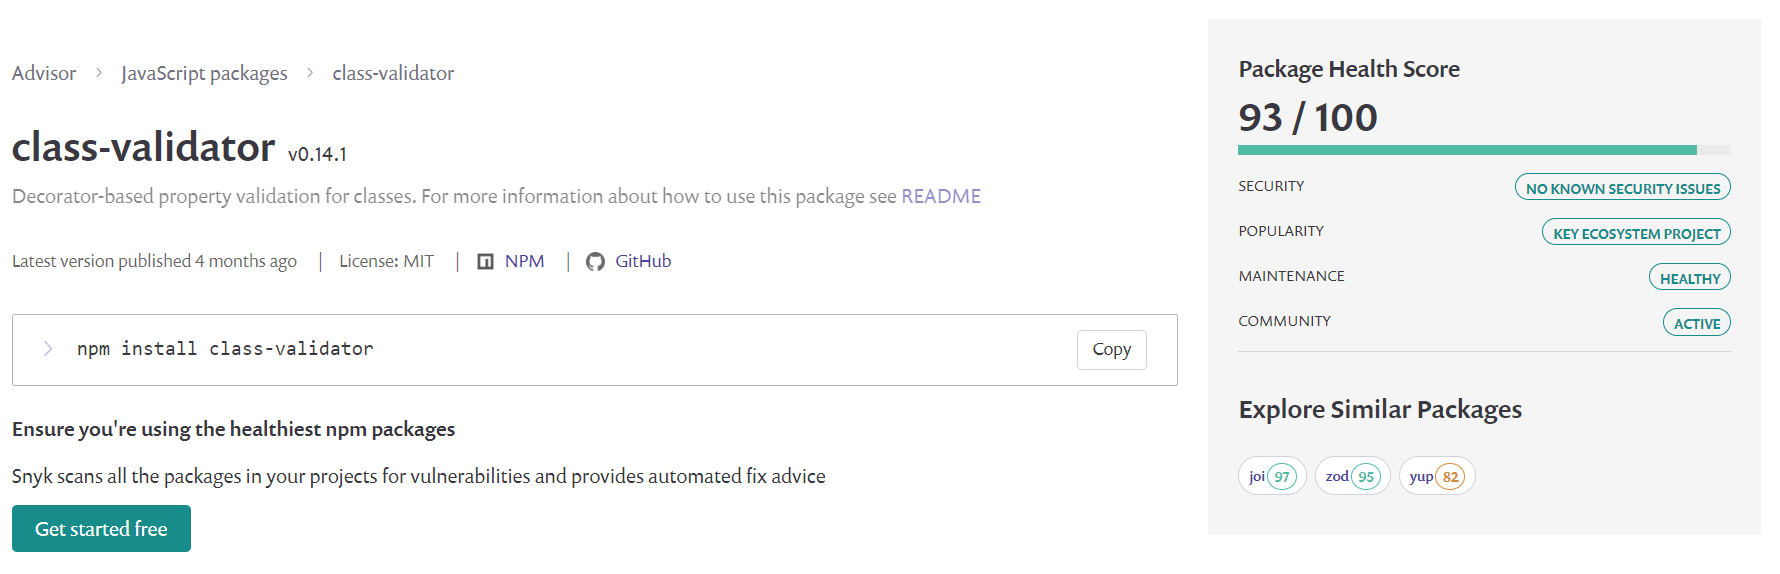 Advisor > JavaScript packages > class-validator
class-validator v0.14.1
Decorator-based property validation for classes. For more information about how to use this package see README
Latest version published 4 months ago | License: MIT | NPM | GitHub
> npm install class-validator Copy
Ensure you're using the healthiest npm packages
Snyk scans all the packages in your projects for vulnerabilities and provides automated fix advice
Get started free
Package Health Score
93 / 100
SECURITY NO KNOWN SECURITY ISSUES
POPULARITY KEY ECOSYSTEM PROJECT
MAINTENANCE HEALTHY
COMMUNITY ACTIVE
Explore Similar Packages
joi 97 zod 95 yup 82